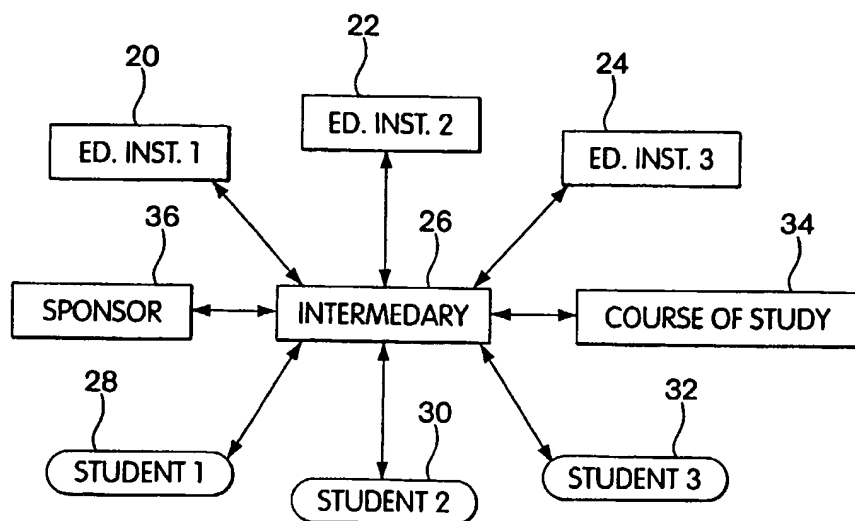 20
22
24
ED. INST. 1
ED. INST. 2
ED. INST. 3
36
26
34
SPONSOR
INTERMEDARY
COURSE OF STUDY
28
30
32
STUDENT 1
STUDENT 2
STUDENT 3